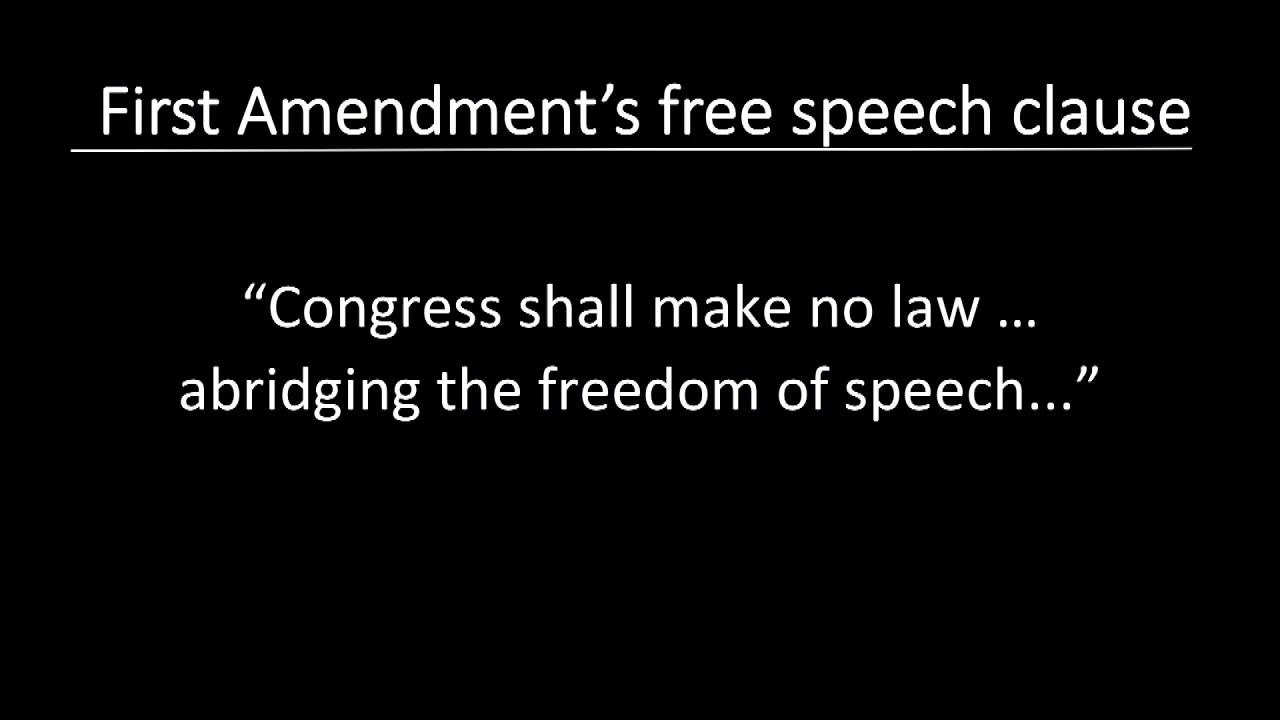 First Amendment’s free speech clause
“Congress shall make no law …
abridging the freedom of speech...”